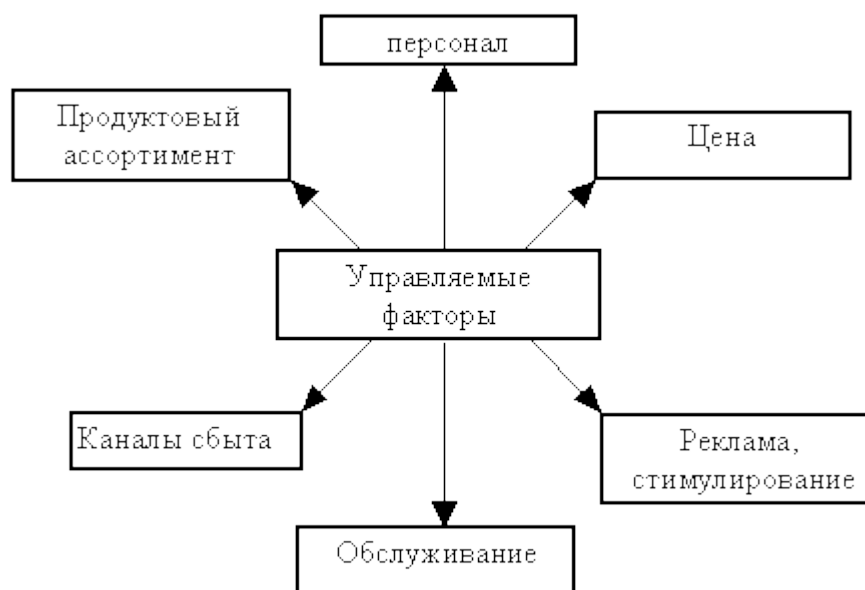 персонал
Продуктовый
ассортимент
Цена
Управляемые
факторы
Каналы сбыта
Реклама,
стимулирование
Обслуживание